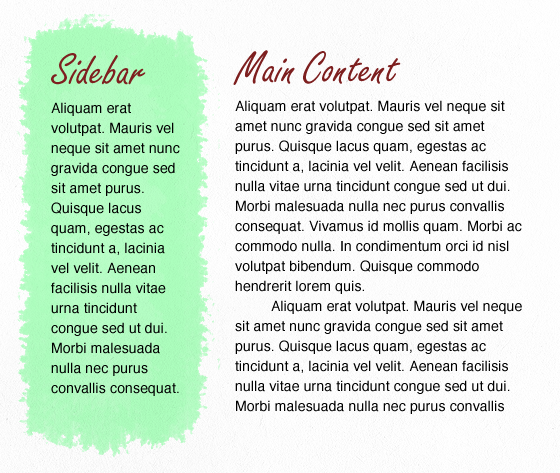 Sidebar
Aliquam erat
volutpat. Mauris vel
neque sit amet nunc
gravida congue sed
sit amet purus.
Quisque lacus
quam, egestas ac
tincidunt a, lacinia
vel velit. Aenean
facilisis nulla vitae
urna tincidunt
congue sed ut dui.
Morbi malesuada
nulla nec purus
convallis consequat.
Main Content
Aliquam erat volutpat. Mauris vel neque sit
amet nunc gravida congue sed sit amet
purus. Quisque lacus quam, egestas ac
tincidunt a, lacinia vel velit. Aenean facilisis
nulla vitae urna tincidunt congue sed ut dui.
Morbi malesuada nulla nec purus convallis
consequat. Vivamus id mollis quam. Morbi ac
commodo nulla. In condimentum orci id nisl
volutpat bibendum. Quisque commodo
hendrerit lorem quis.
Aliquam erat volutpat. Mauris vel neque
sit amet nunc gravida congue sed sit amet
purus. Quisque lacus quam, egestas ac
tincidunt a, lacinia vel velit. Aenean facilisis
nulla vitae urna tincidunt congue sed ut dui.
Morbi malesuada nulla nec purus convallis